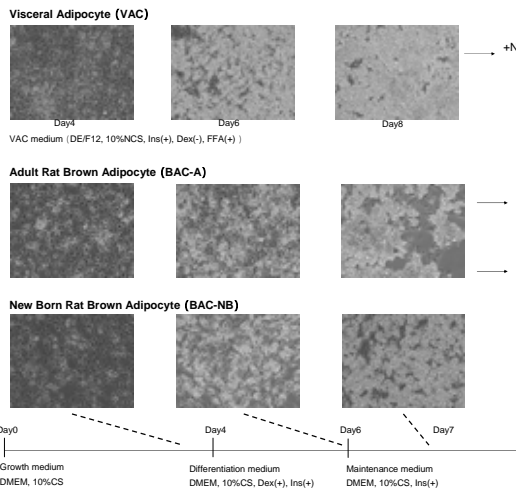 Visceral Adipocyte (VAC)
+N
Day4
Day6
Day8
VAC medium (DE/F12, 10%NCS, Ins(+), Dex(-), FFA(+) )
Adult Rat Brown Adipocyte (BAC-A)
New Born Rat Brown Adipocyte (BAC-NB)
Day0
Day4
Day6
Day7
Growth medium
DMEM, 10%CS
Differentiation medium
DMEM, 10%CS, Dex(+), Ins(+)
Maintenance medium
DMEM, 10%CS, Ins(+)